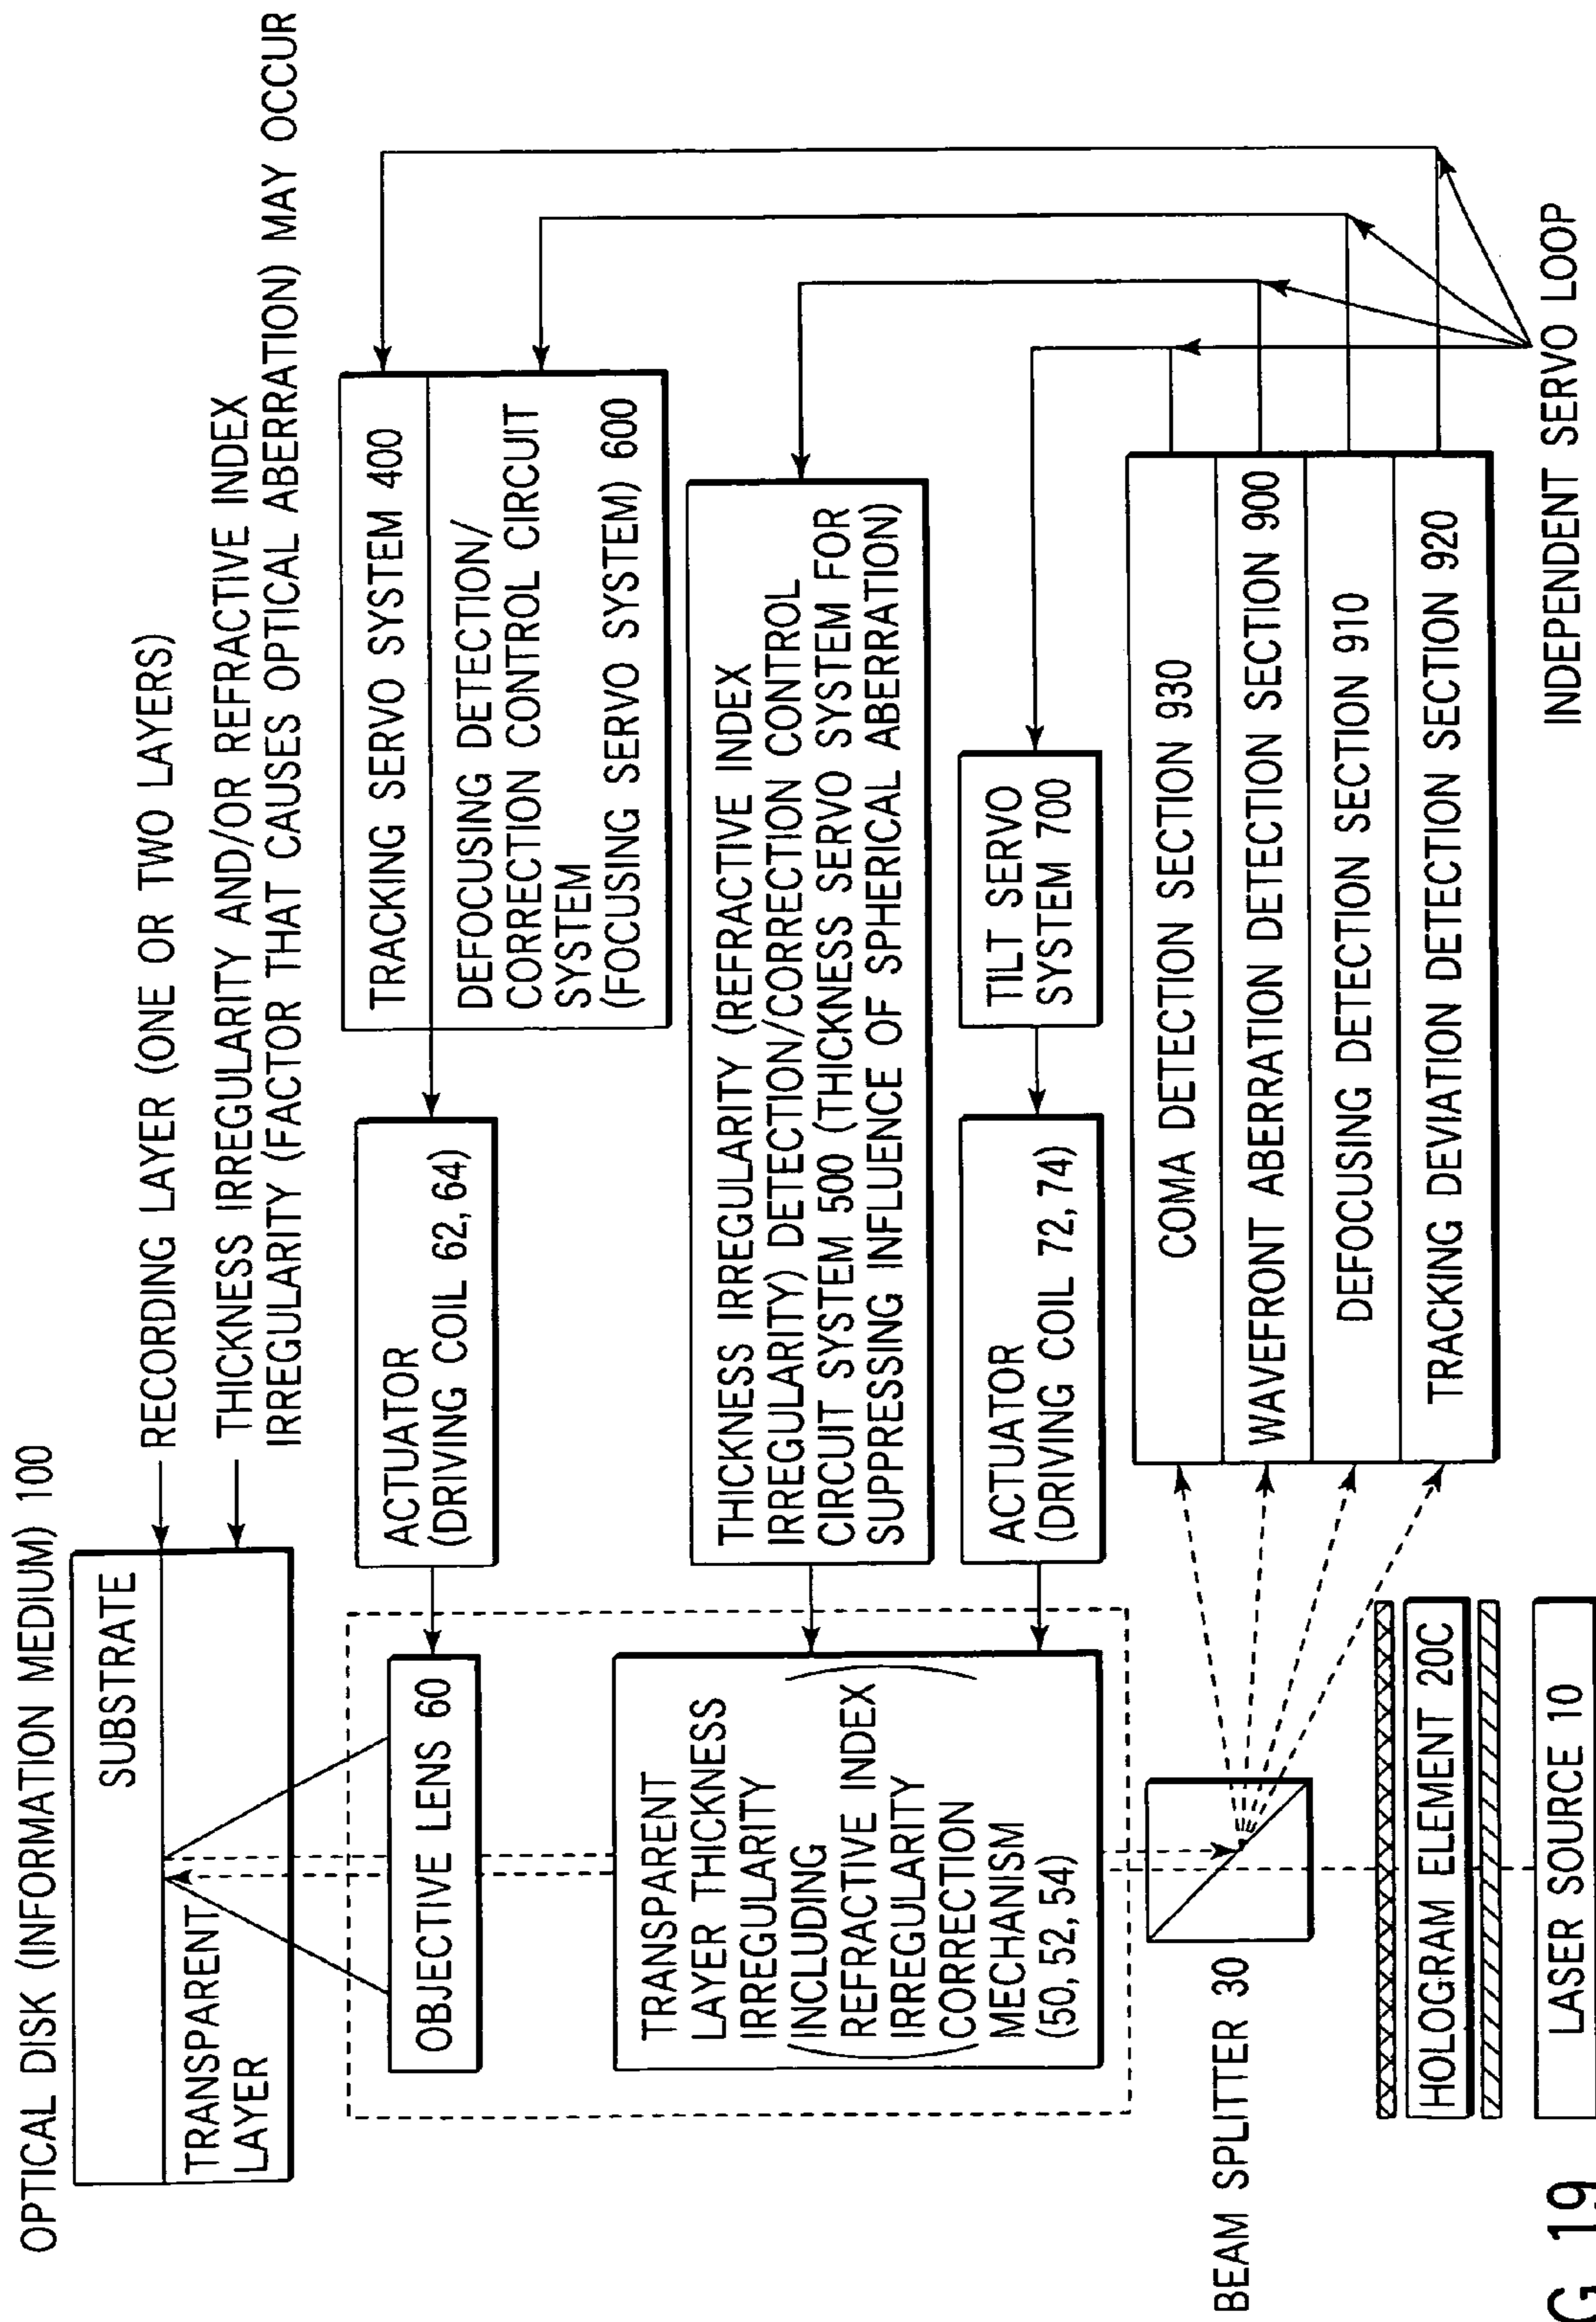 OPTICAL DISK (INFORMATION MEDIUM) 100
SUBSTRATE
TRANSPARENT
LAYER
RECORDING LAYER (ONE OR TWO LAYERS)
THICKNESS IRREGULARITY AND/OR REFRACTIVE INDEX
IRREGULARITY (FACTOR THAT CAUSES OPTICAL ABERRATION) MAY OCCUR
OBJECTIVE LENS 60
ACTUATOR
(DRIVING COIL 62, 64)
TRACKING SERVO SYSTEM 400
DEFOCUSING DETECTION/
CORRECTION CONTROL CIRCUIT
SYSTEM
(FOCUSING SERVO SYSTEM) 600
TRANSPARENT
LAYER THICKNESS
IRREGULARITY
(INCLUDING
REFRACTIVE INDEX
IRREGULARITY)
CORRECTION
MECHANISM
(50, 52, 54)
THICKNESS IRREGULARITY (REFRACTIVE INDEX
IRREGULARITY) DETECTION/CORRECTION CONTROL
CIRCUIT SYSTEM 500 (THICKNESS SERVO SYSTEM FOR
SUPPRESSING INFLUENCE OF SPHERICAL ABERRATION)
ACTUATOR
(DRIVING COIL 72, 74)
TILT SERVO
SYSTEM 700
BEAM SPLITTER 30
COMA DETECTION SECTION 930
WAVEFRONT ABERRATION DETECTION SECTION 900
DEFOCUSING DETECTION SECTION 910
TRACKING DEVIATION DETECTION SECTION 920
HOLOGRAM ELEMENT 20C
LASER SOURCE 10
INDEPENDENT SERVO LOOP
G 19